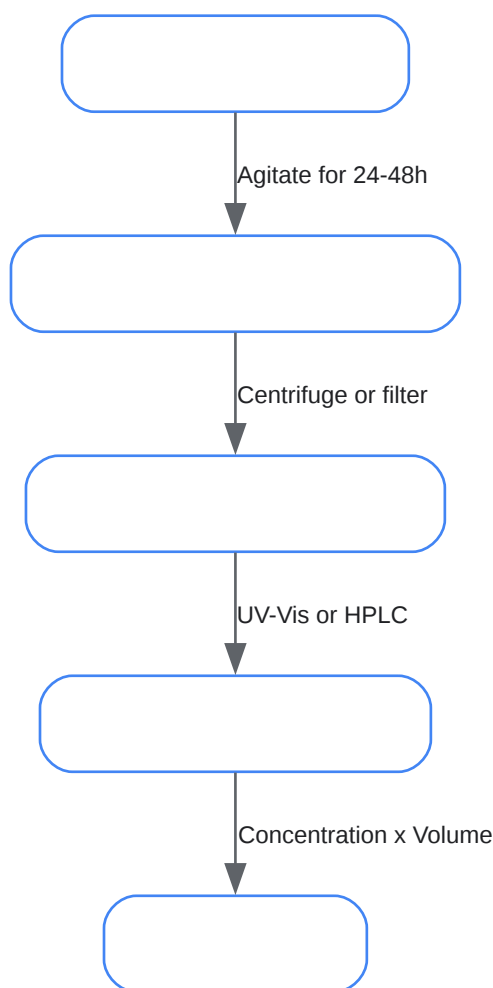 Agitate for 24-48h
Centrifuge or filter
UV-Vis or HPLC
Concentration x Volume